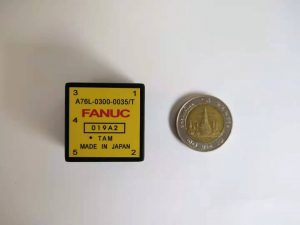 3 1
A76L-0300-0035/T
FANUC
4
019A2
* TAM
MADE IN JAPAN
5 2